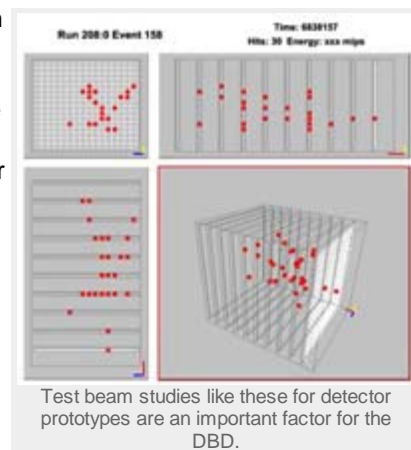 Run 208:0 Event 158
Time: 6838157
Hits: 30 Energy: xxx mips
Test beam studies like these for detector
prototypes are an important factor for the
DBD.